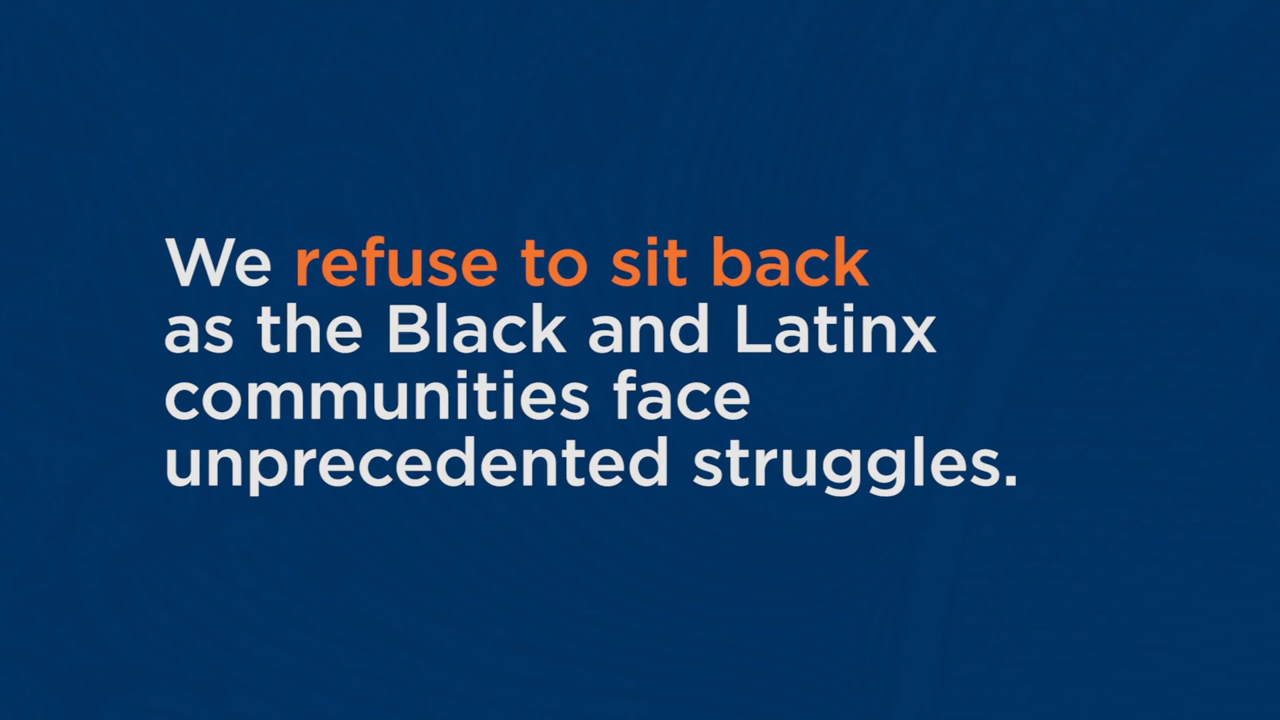 We refuse to sit back
as the Black and Latinx
communities face
unprecedented struggles.